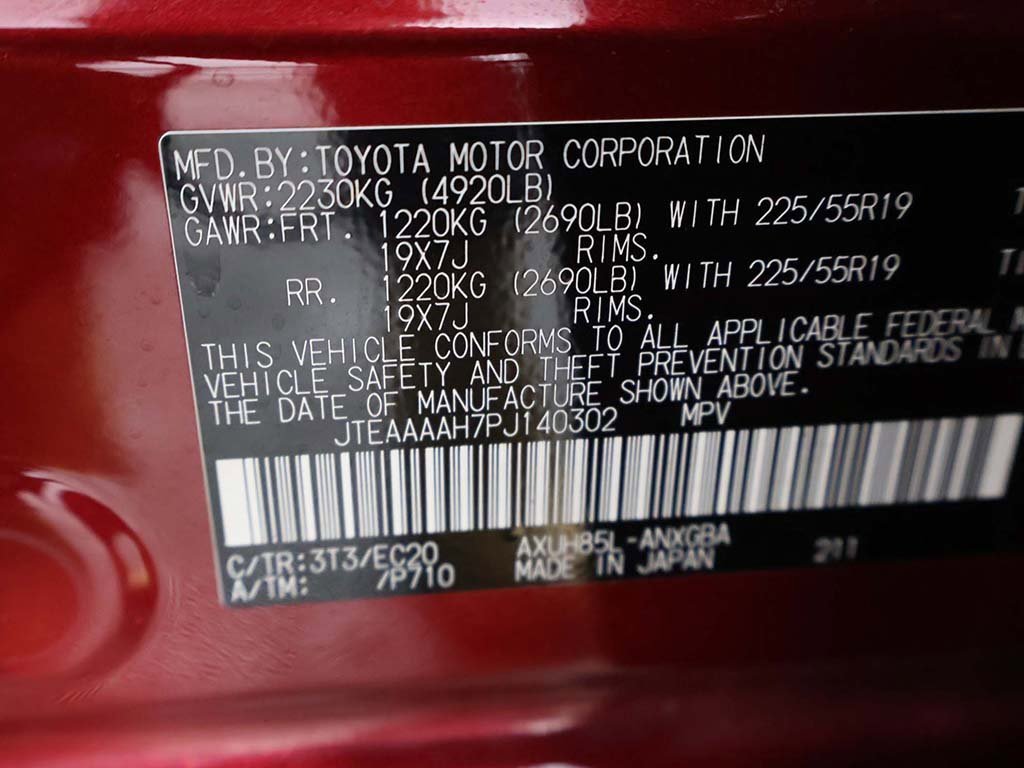 MFD.BY:TOYOTA MOTOR CORPORATION
GVWR:2230KG (4920LB)
GAWR:FRT. 1220KG (2690LB) WITH 225/55R19
19X7J RIMS.
RR. 1220KG (2690LB) WITH 225/55R19
19X7J RIMS.
THIS VEHICLE CONFORMS TO ALL APPLICABLE FEDERAL
VEHICLE SAFETY AND THEFT PREVENTION STANDARDS IN
THE DATE OF MANUFACTURE SHOWN ABOVE.
JTEAAAAH7PJ140302 MPV
C/TR:3T3/EC20 AXUH85L-ANXGBA 211
A/TM: /P710 MADE IN JAPAN